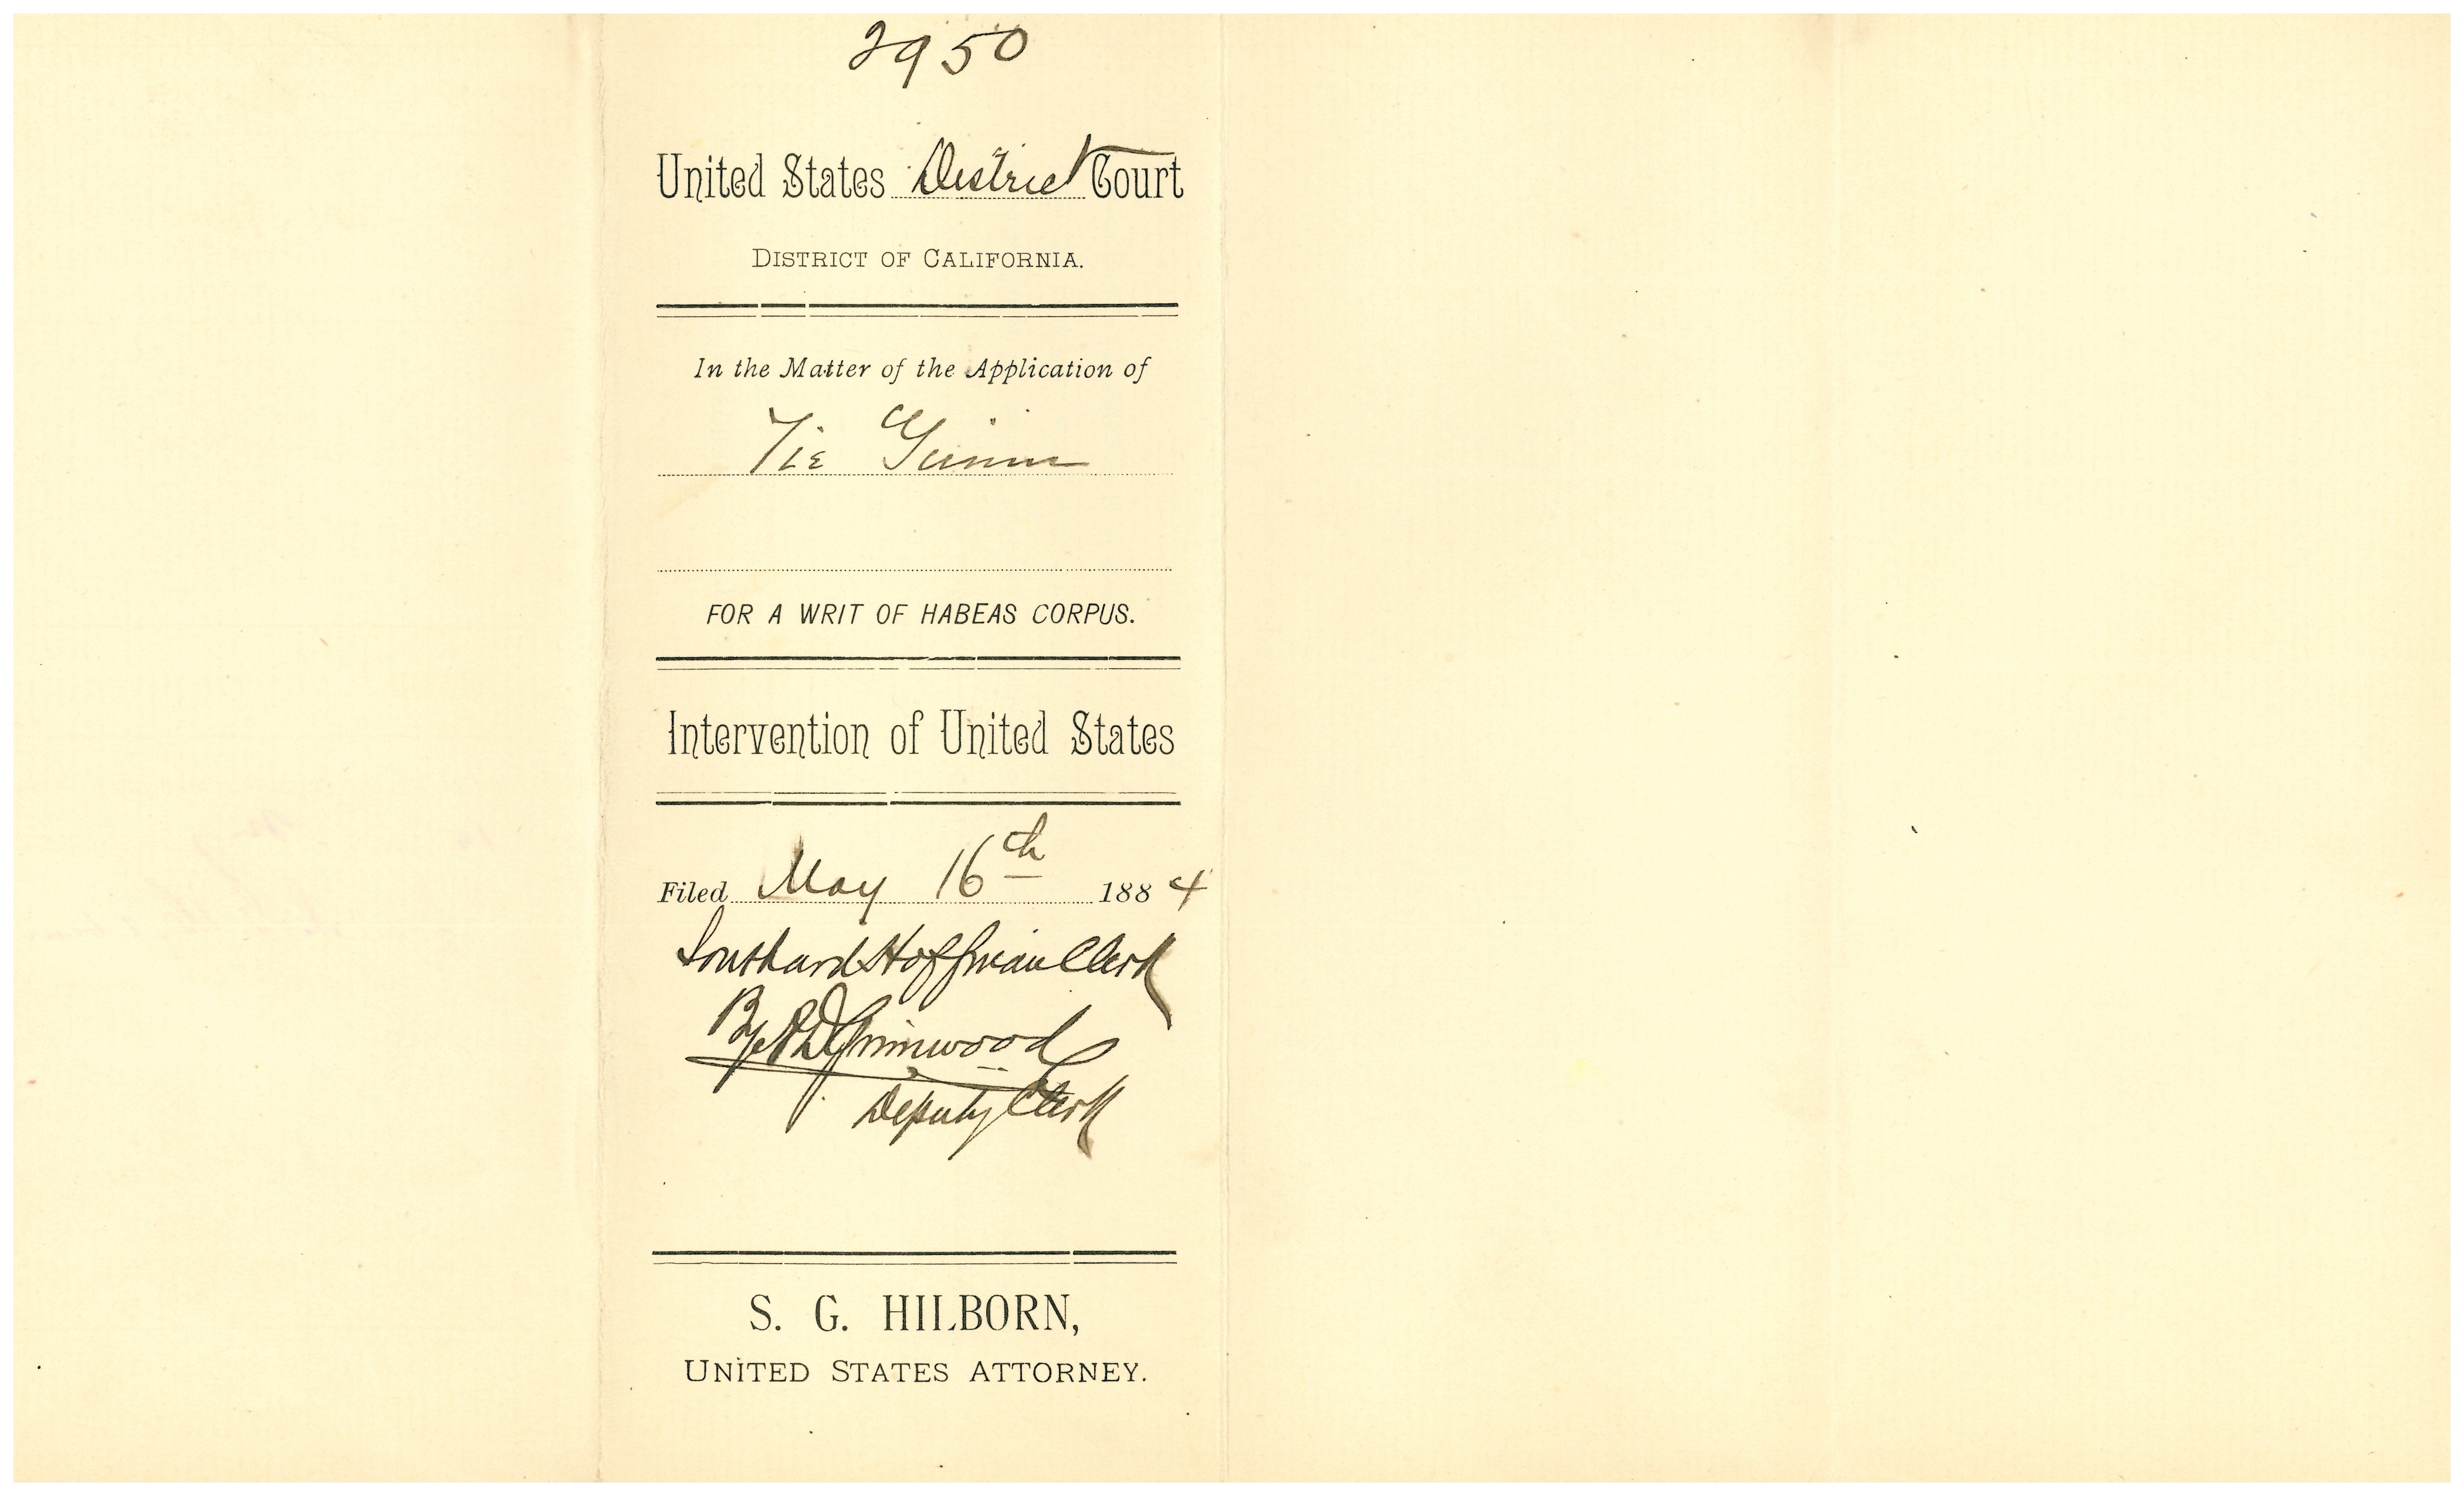 2950
United States District Court
DISTRICT OF CALIFORNIA.
In the Matter of the Application of
FOR A WRIT OF HABEAS CORPUS.
Intervention of United States
Filed May 16th 1884
Southard Hoffman Clerk
By Grimwood
Deputy Clerk
S. G. HILBORN,
UNITED STATES ATTORNEY.